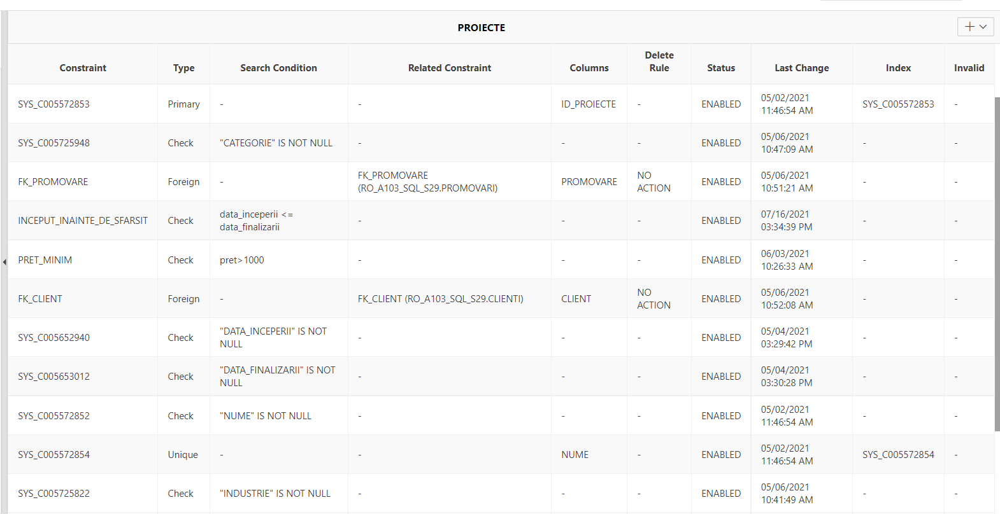 PROIECTE
Constraint Type Search Condition Related Constraint Columns Delete Rule Status Last Change Index Invalid
SYS_C005572853 Primary - - ID_PROIECTE - ENABLED 05/02/2021 11:46:54 AM SYS_C005572853 -
SYS_C005725948 Check "CATEGORIE" IS NOT NULL - - - ENABLED 05/06/2021 10:47:09 AM - -
FK_PROMOVARE Foreign - FK_PROMOVARE (RO_A103_SQL_S29.PROMOVARI) PROMOVARE NO ACTION ENABLED 05/06/2021 10:51:21 AM - -
INCEPUT_INAINTE_DE_SFARSIT Check data_inceperii <= data_finalizarii - - - ENABLED 07/16/2021 03:34:39 PM - -
PRET_MINIM Check pret>1000 - - - ENABLED 06/03/2021 10:26:33 AM - -
FK_CLIENT Foreign - FK_CLIENT (RO_A103_SQL_S29.CLIENTI) CLIENT NO ACTION ENABLED 05/06/2021 10:52:08 AM - -
SYS_C005652940 Check "DATA_INCEPERII" IS NOT NULL - - - ENABLED 05/04/2021 03:29:42 PM - -
SYS_C005653012 Check "DATA_FINALIZARII" IS NOT NULL - - - ENABLED 05/04/2021 03:30:28 PM - -
SYS_C005572852 Check "NUME" IS NOT NULL - - - ENABLED 05/02/2021 11:46:54 AM - -
SYS_C005572854 Unique - - NUME - ENABLED 05/02/2021 11:46:54 AM SYS_C005572854 -
SYS_C005725822 Check "INDUSTRIE" IS NOT NULL - - - ENABLED 05/06/2021 10:41:49 AM - -